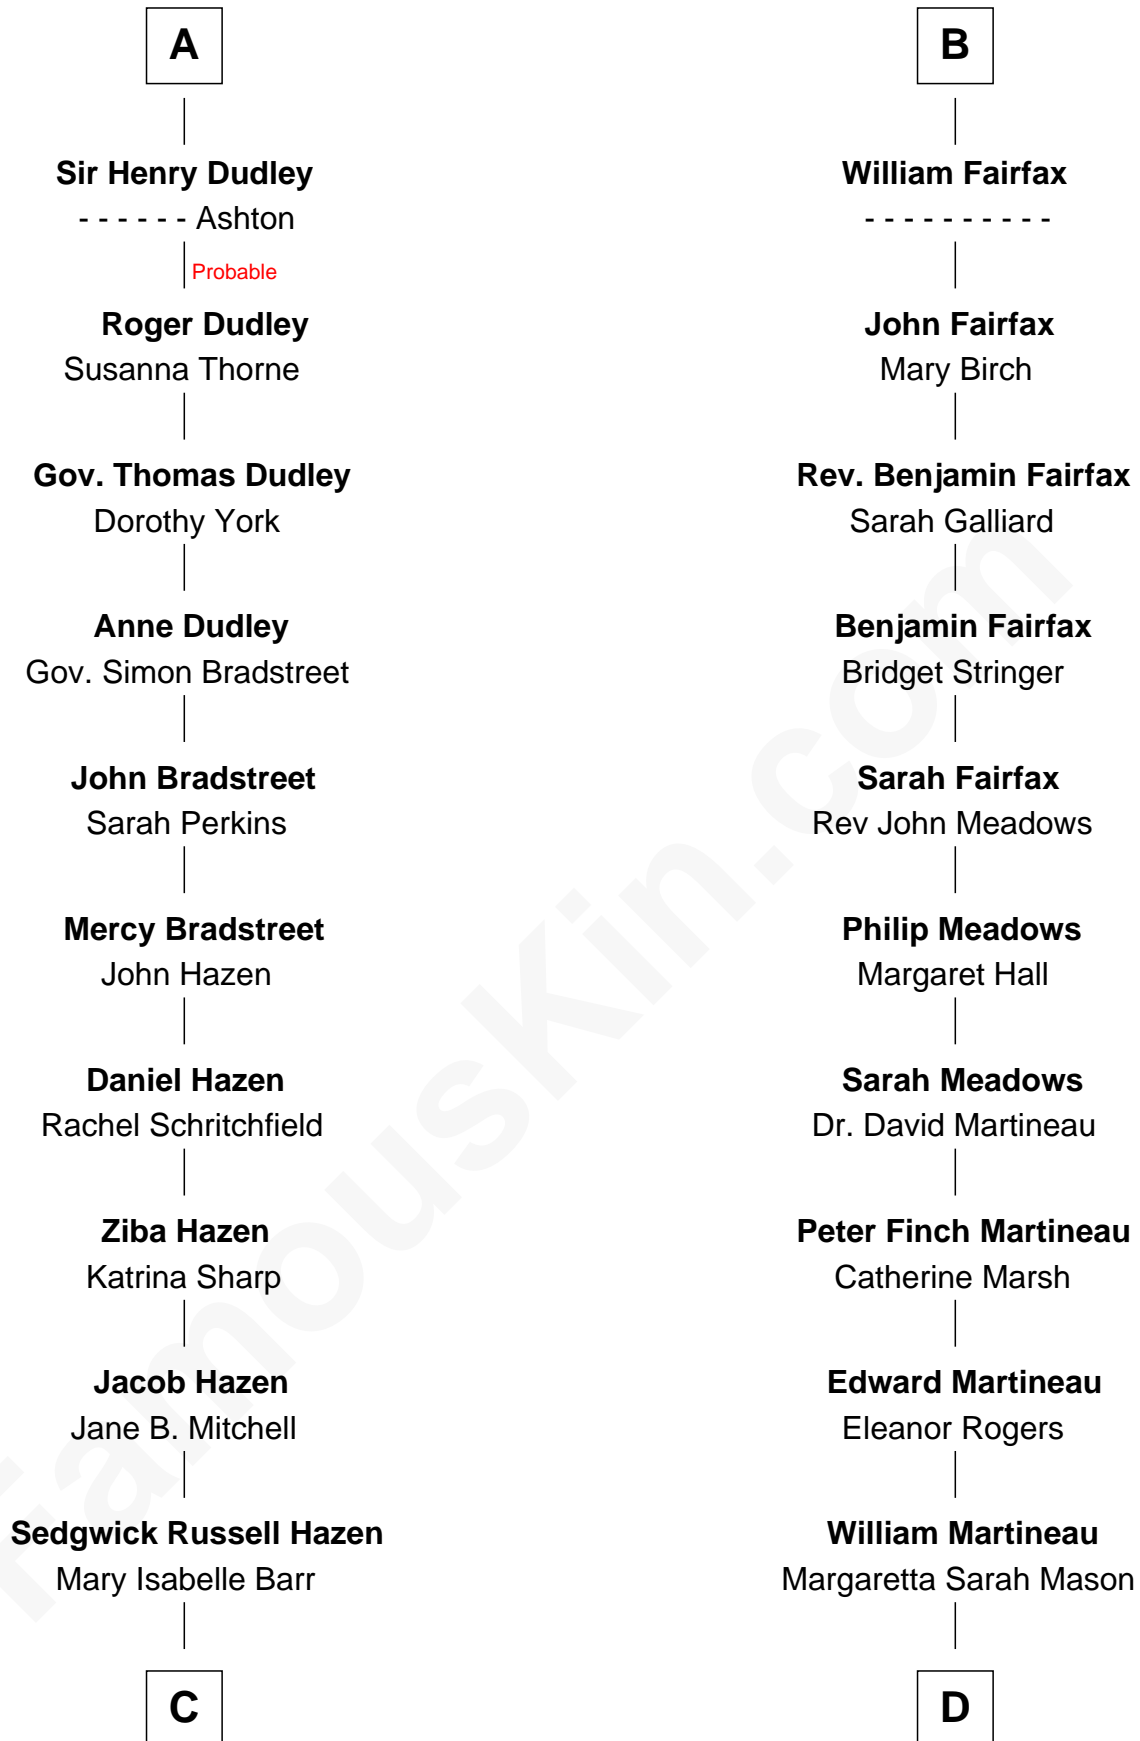 A
Sir Henry Dudley
- - - - - - Ashton
Probable
Roger Dudley
Susanna Thorne
Gov. Thomas Dudley
Dorothy York
Anne Dudley
Gov. Simon Bradstreet
John Bradstreet
Sarah Perkins
Mercy Bradstreet
John Hazen
Daniel Hazen
Rachel Schritchfield
Ziba Hazen
Katrina Sharp
Jacob Hazen
Jane B. Mitchell
Sedgwick Russell Hazen
Mary Isabelle Barr
C
B
William Fairfax
- - - - - - - - - -
John Fairfax
Mary Birch
Rev. Benjamin Fairfax
Sarah Galliard
Benjamin Fairfax
Bridget Stringer
Sarah Fairfax
Rev John Meadows
Philip Meadows
Margaret Hall
Sarah Meadows
Dr. David Martineau
Peter Finch Martineau
Catherine Marsh
Edward Martineau
Eleanor Rogers
William Martineau
Margaretta Sarah Mason
D
FamousKin.com